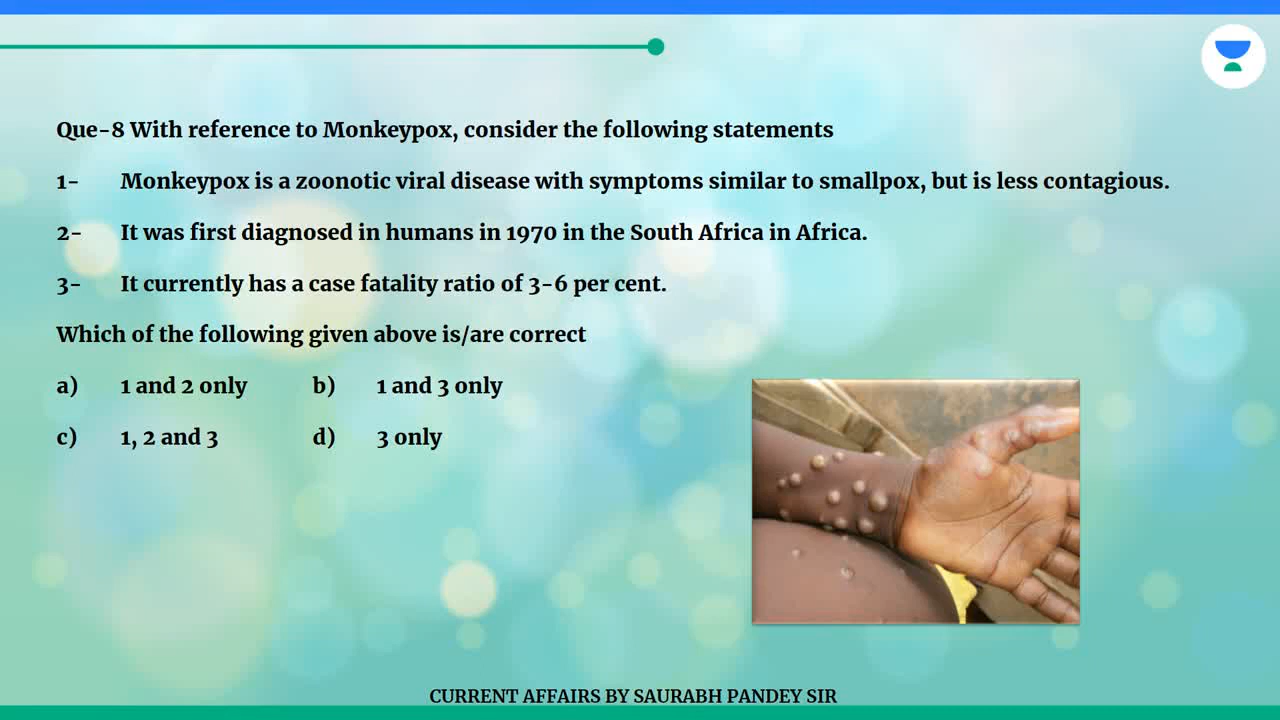 Que-8 With reference to Monkeypox, consider the following statements
1- Monkeypox is a zoonotic viral disease with symptoms similar to smallpox, but is less contagious.
2- It was first diagnosed in humans in 1970 in the South Africa in Africa.
3- It currently has a case fatality ratio of 3-6 per cent.
Which of the following given above is/are correct
a) 1 and 2 only b) 1 and 3 only
c) 1, 2 and 3 d) 3 only
CURRENT AFFAIRS BY SAURABH PANDEY SIR